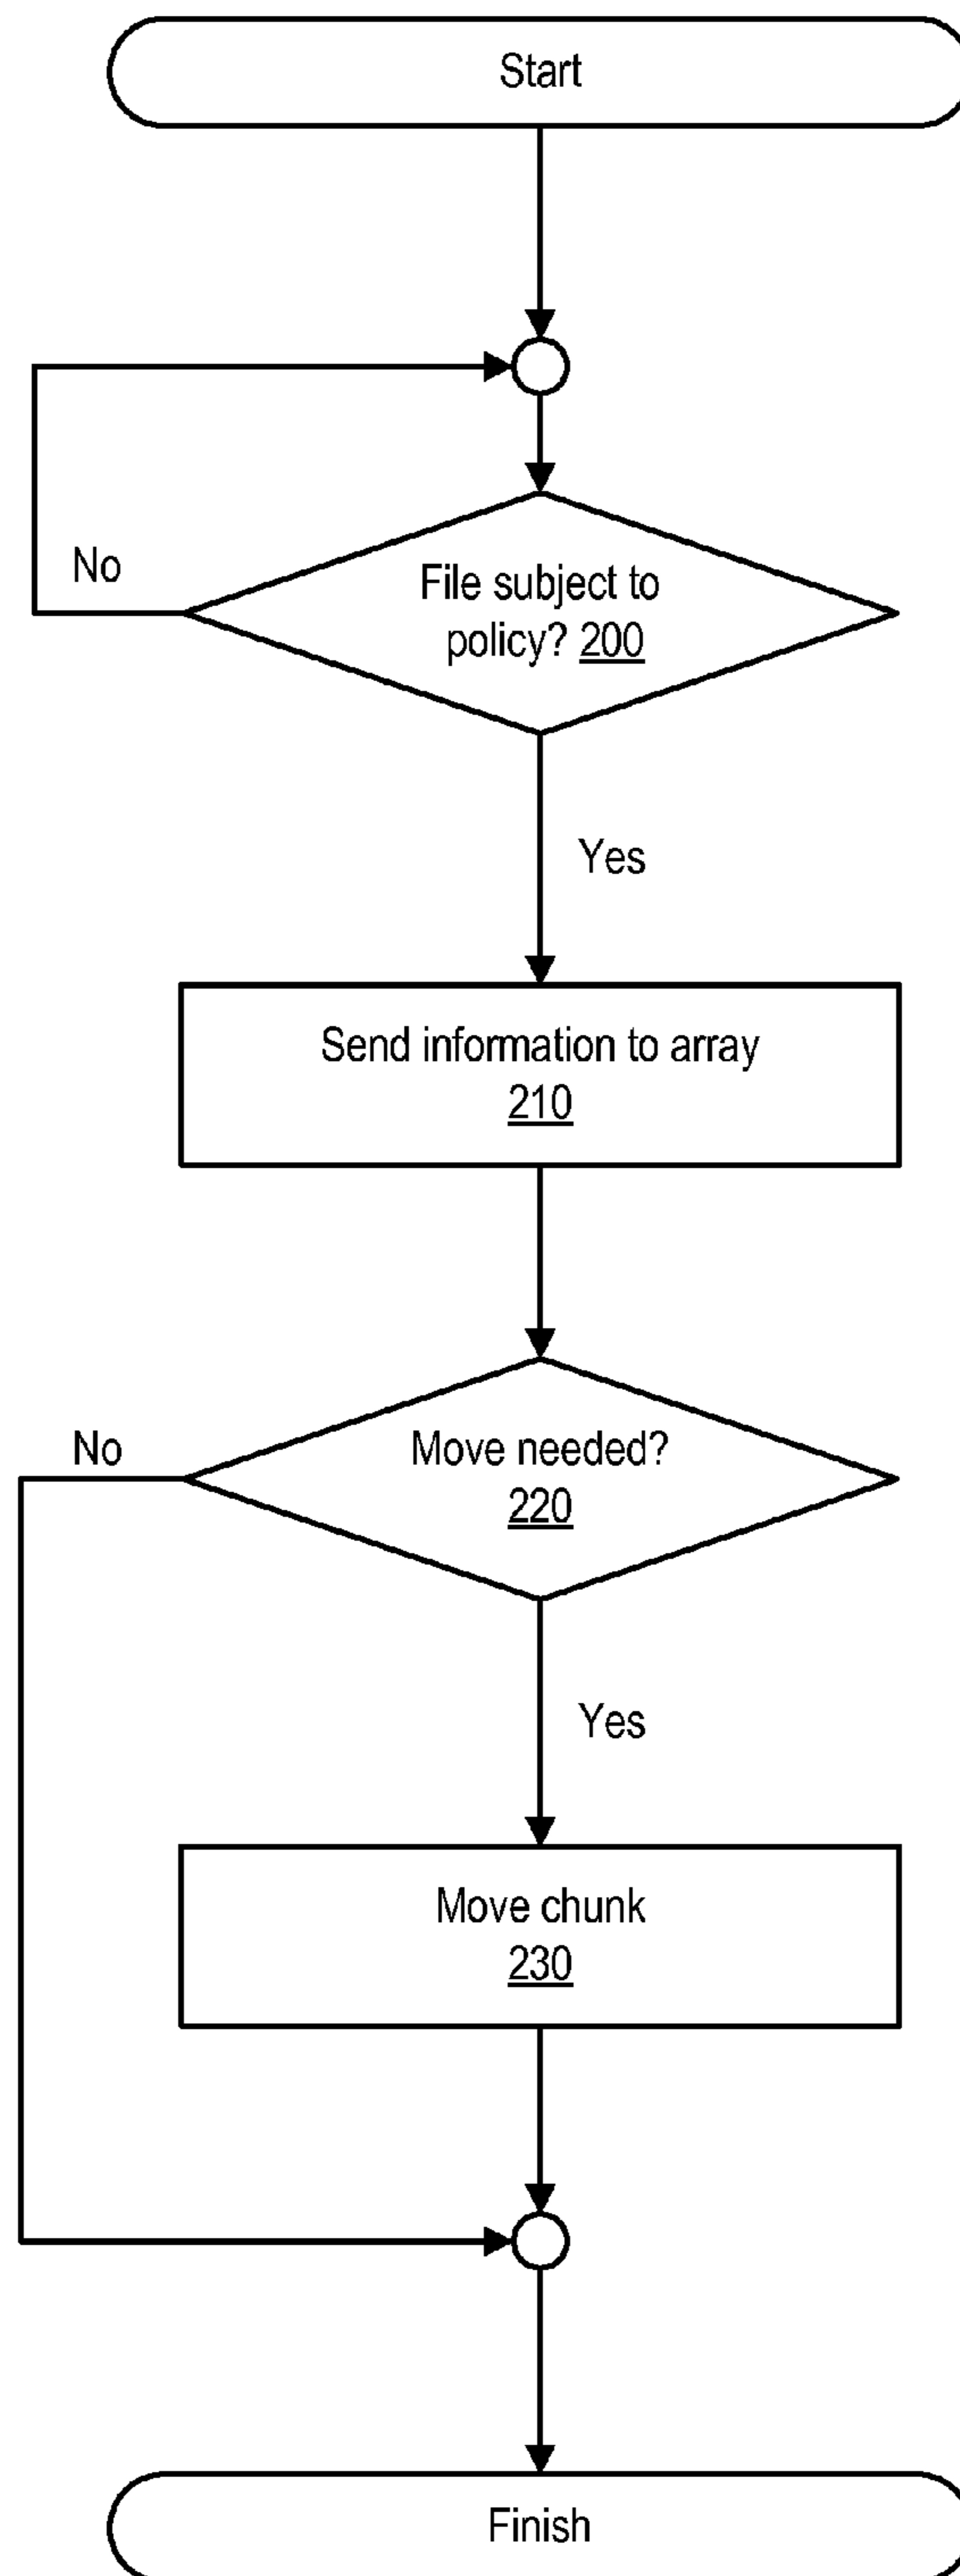 Start
No
File subject to
policy? 200
Yes
Send information to array
210
No
Move needed?
220
Yes
Move chunk
230
Finish